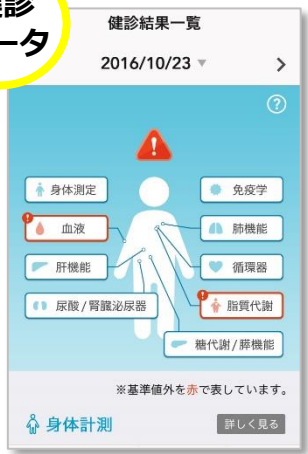 ータ
健診結果一覧
2016/10/23
身体測定
免疫学
血液
肺機能
肝機能
循環器
尿酸/腎臓泌尿器
脂質代謝
糖代謝/膵機能
※基準値外を赤で表しています。
身体計測
詳しく見る